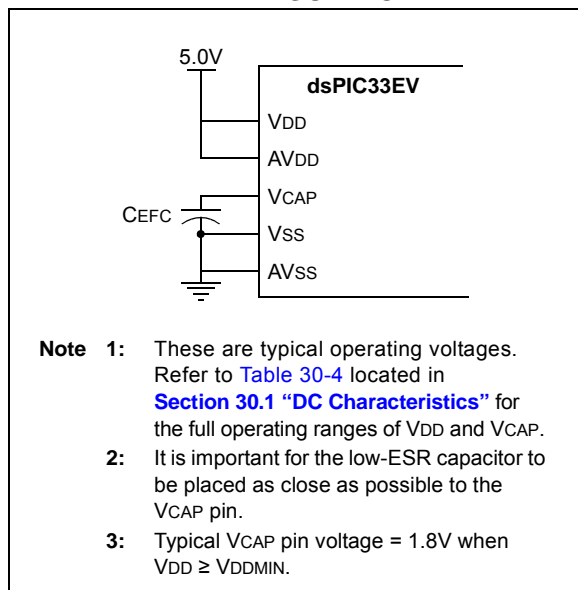 5.0V
dsPIC33EV
VDD
AVDD
VCAP
CEFC
VSS
AVSS
Note 1: These are typical operating voltages.
Refer to Table 30-4 located in
Section 30.1 “DC Characteristics” for
the full operating ranges of VDD and VCAP.
2: It is important for the low-ESR capacitor to
be placed as close as possible to the
VCAP pin.
3: Typical VCAP pin voltage = 1.8V when
VDD ≥ VDDMIN.